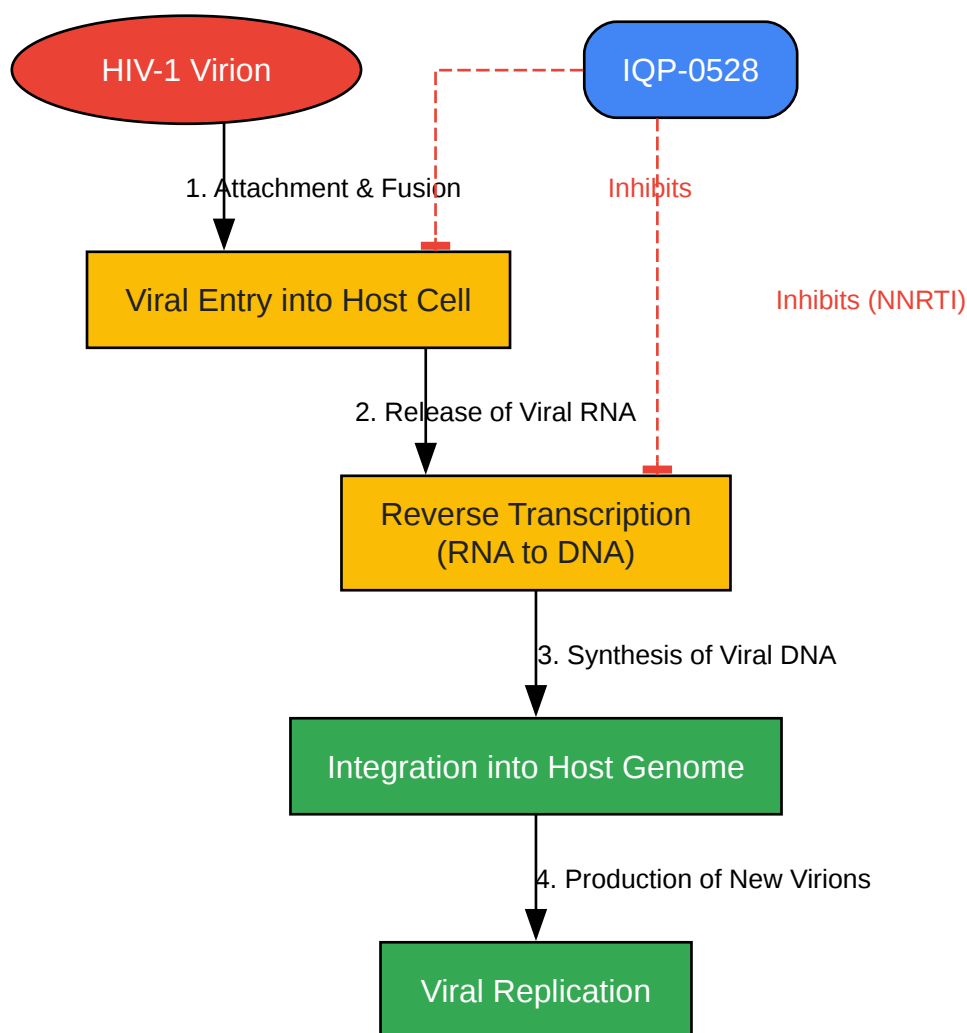 HIV-1 Virion
IQP-0528
1. Attachment & Fusion
Inhibits
Viral Entry into Host Cell
Inhibits (NNRTI)
2. Release of Viral RNA
Reverse Transcription
(RNA to DNA)
3. Synthesis of Viral DNA
Integration into Host Genome
4. Production of New Virions
Viral Replication